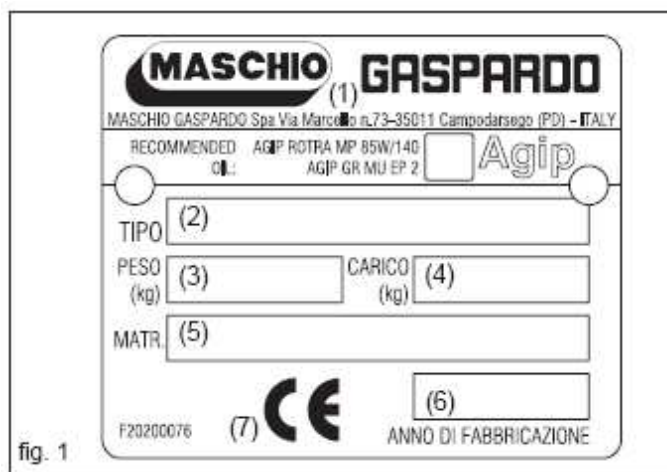 MASCHIO GASPARDO
(1)
MASCHIO GASPARDO Spa Via Marcello n.73-35011 Campodarsego (PD) - ITALY
RECOMMENDED OIL: AGIP ROTRA MP 85W/140
AGIP GR MU EP 2
Agip
TIPO (2)
PESO (kg) (3) CARICO (kg) (4)
MATR. (5)
(6)
F20200076 (7) CE ANNO DI FABBRICAZIONE
fig. 1